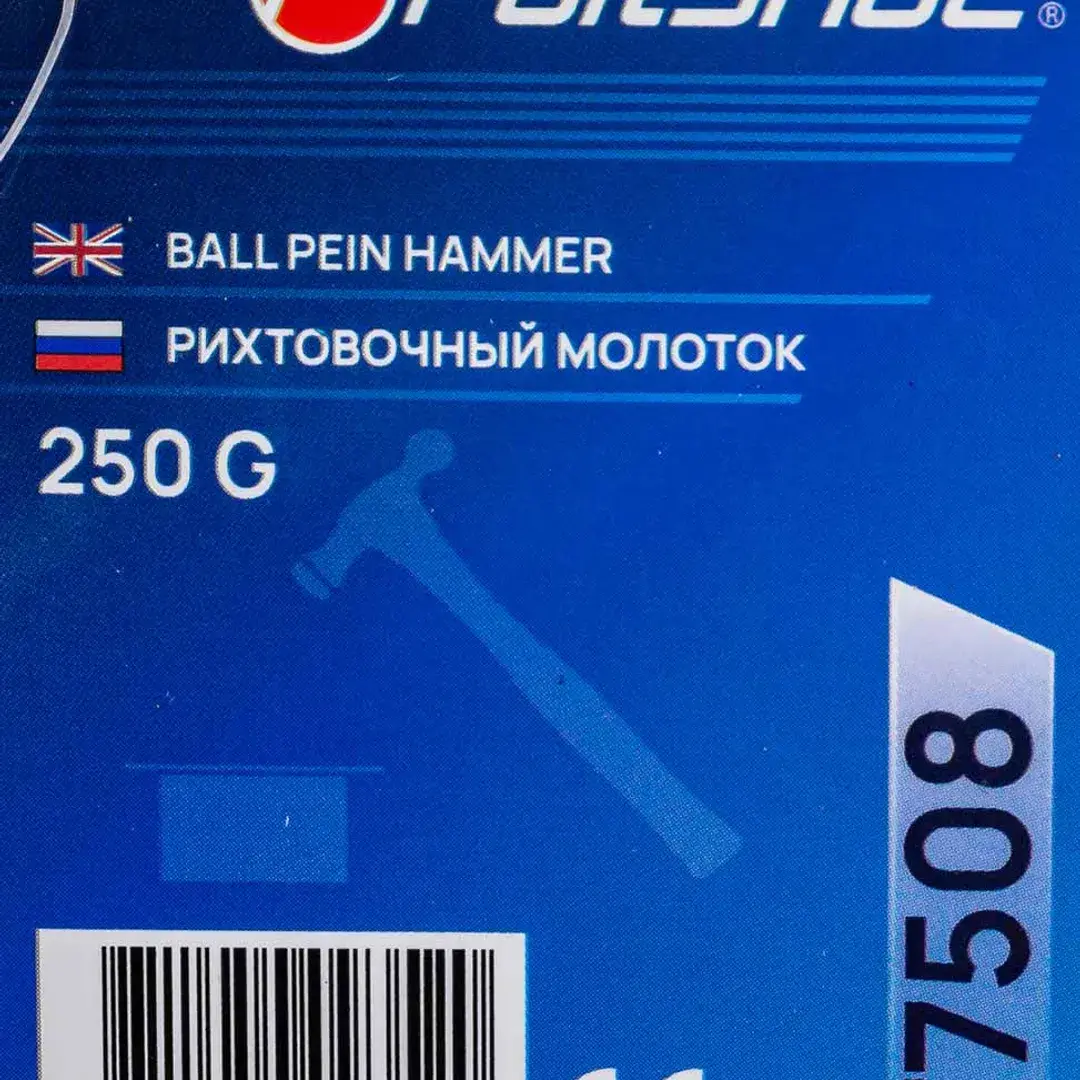 ®
BALL PEIN HAMMER
РИХТОВОЧНЫЙ МОЛОТОК
250 G
7508